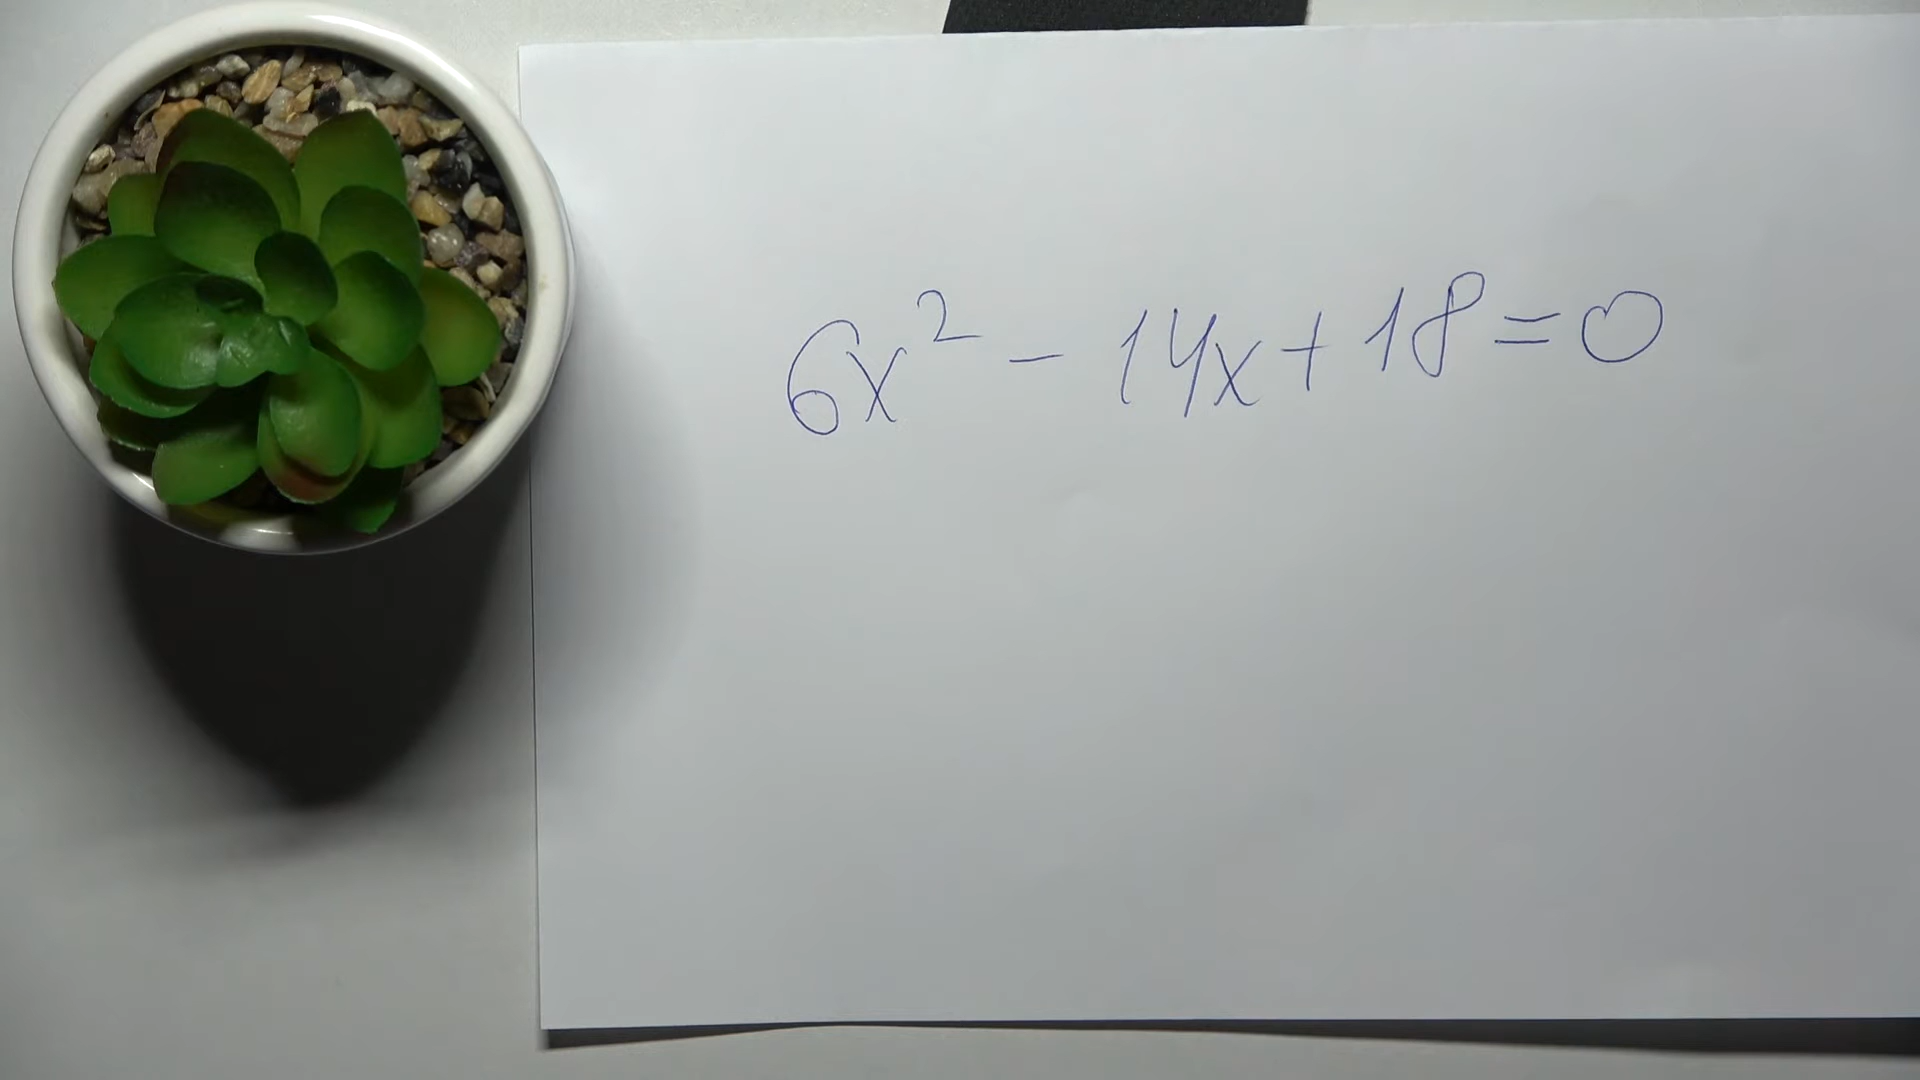 6x² - 14x + 18 = 0